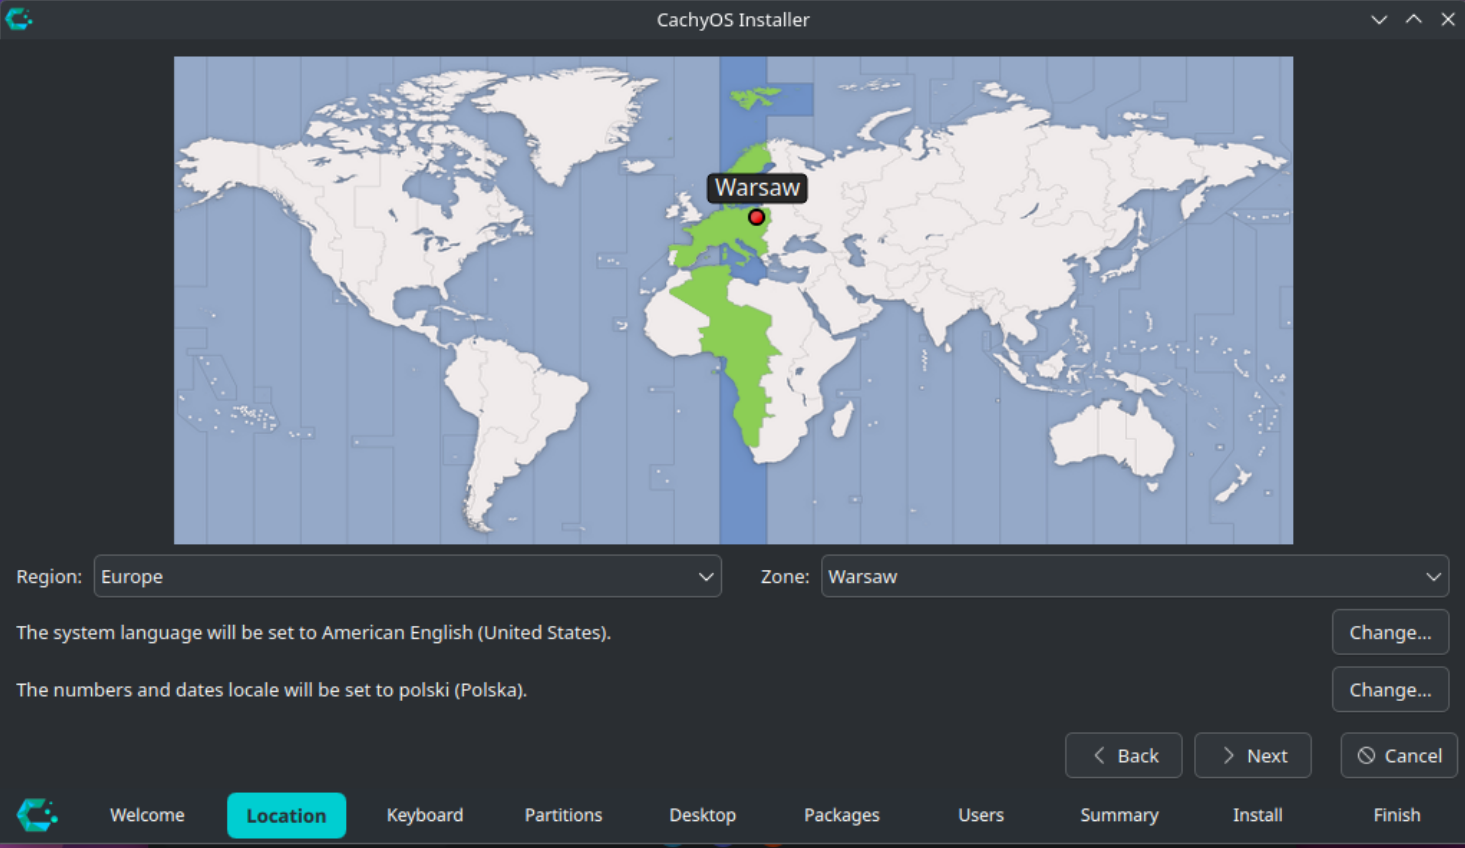 CachyOS Installer
Warsaw
Region: Europe Zone: Warsaw
The system language will be set to American English (United States). Change...
The numbers and dates locale will be set to polski (Polska). Change...
Back Next Cancel
Welcome Location Keyboard Partitions Desktop Packages Users Summary Install Finish